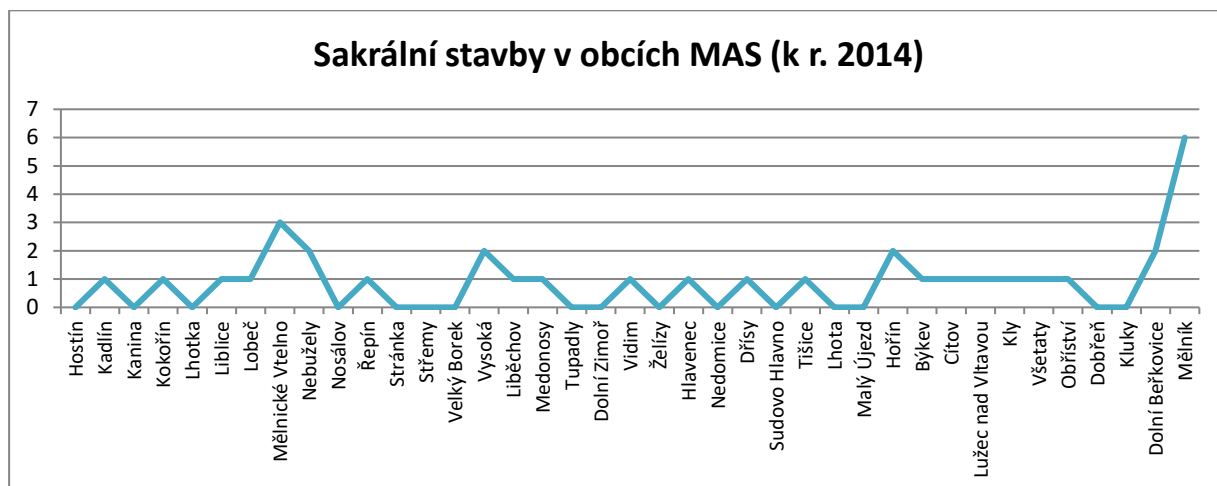 Sakrální stavby v obcích MAS (k r. 2014)
7
6
5
4
3
2
1
0
Hostín
Kadlín
Kanina
Kokořín
Lhotka
Liblice
Lobeč
Mělnické Vtelno
Nebužely
Nosálov
Řepín
Stránka
Střemy
Velký Borek
Vysoká
Liběchov
Medonosy
Tupadly
Dolní Zimoř
Vidim
Želízy
Hlavenec
Nedomice
Dřísy
Sudovo Hlavno
Tišice
Lhota
Malý Újezd
Hořín
Býkev
Cítov
Lužec nad Vltavou
Kly
Všetaty
Obříství
Dobřeň
Kluky
Dolní Beřkovice
Mělník